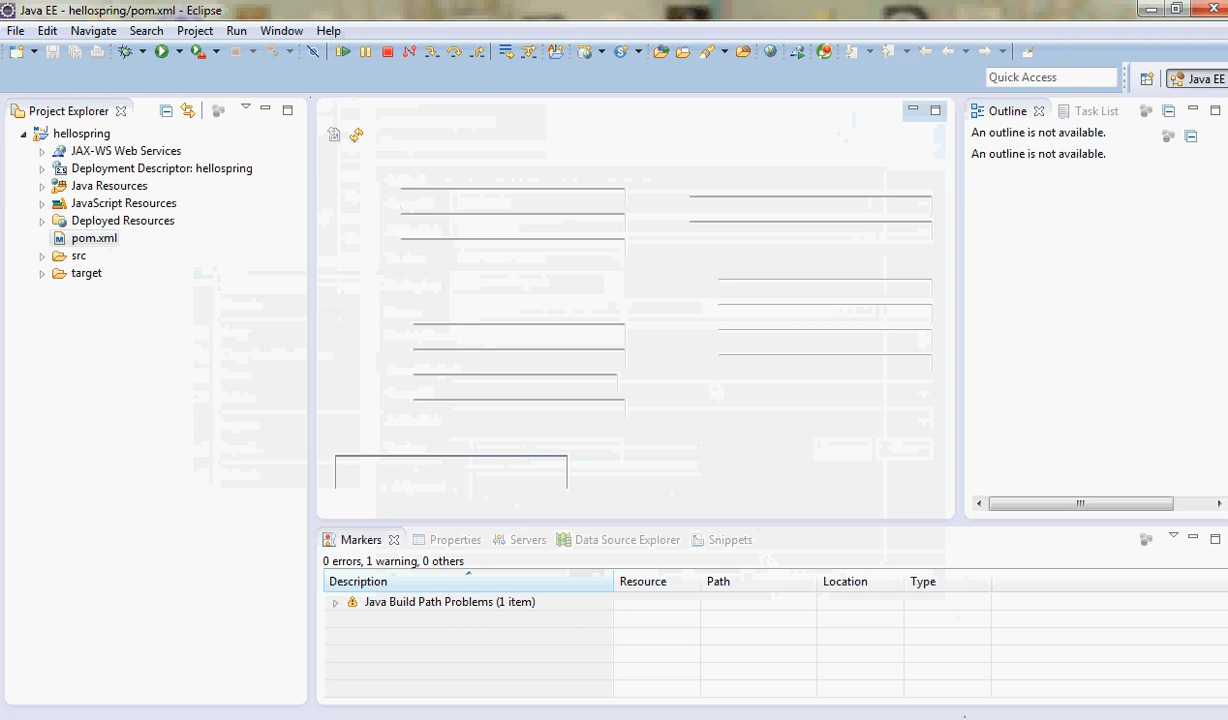 Java EE - hellospring/pom.xml - Eclipse
File Edit Navigate Search Project Run Window Help
Quick Access
Java EE
Project Explorer
hellospring
JAX-WS Web Services
Deployment Descriptor: hellospring
Java Resources
JavaScript Resources
Deployed Resources
pom.xml
src
target
Outline Task List
An outline is not available.
An outline is not available.
Markers Properties Servers Data Source Explorer Snippets
0 errors, 1 warning, 0 others
Description Resource Path Location Type
Java Build Path Problems (1 item)